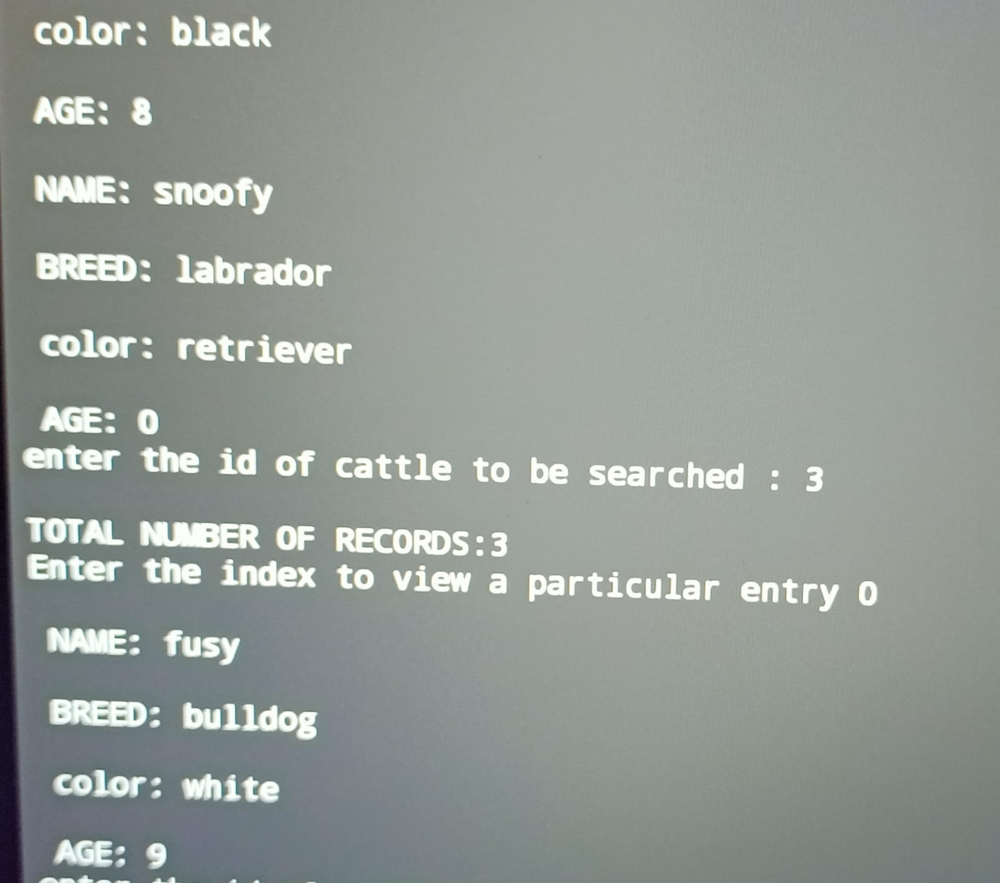 color: black
AGE: 8
NAME: snoofy
BREED: labrador
color: retriever
AGE: 0
enter the id of cattle to be searched : 3
TOTAL NUMBER OF RECORDS:3
Enter the index to view a particular entry 0
NAME: fusy
BREED: bulldog
color: white
AGE: 9